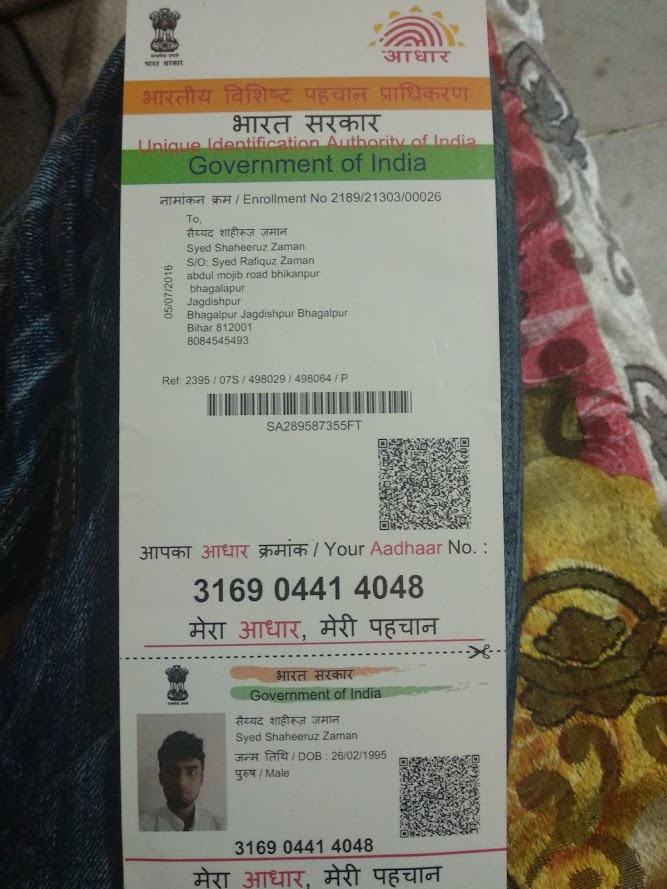 भारत सरकार
आधार
भारतीय विशिष्ट पहचान प्राधिकरण
भारत सरकार
Unique Identification Authority of India
Government of India
नामांकन क्रम / Enrollment No 2189/21303/00026
To,
सैय्यद शाहीरूज़ ज़मान
Syed Shaheeruz Zaman
S/O: Syed Rafiquz Zaman
abdul mojib road bhikanpur
bhagalapur
Jagdishpur
Bhagalpur Jagdishpur Bhagalpur
Bihar 812001
8084545493
05/07/2016
Ref: 2395 / 07S / 498029 / 498064 / P
SA289587355FT
आपका आधार क्रमांक / Your Aadhaar No. :
3169 0441 4048
मेरा आधार, मेरी पहचान
भारत सरकार
Government of India
सैय्यद शाहीरूज़ ज़मान
Syed Shaheeruz Zaman
जन्म तिथि / DOB : 26/02/1995
पुरुष / Male
3169 0441 4048
मेरा आधार, मेरी पहचान